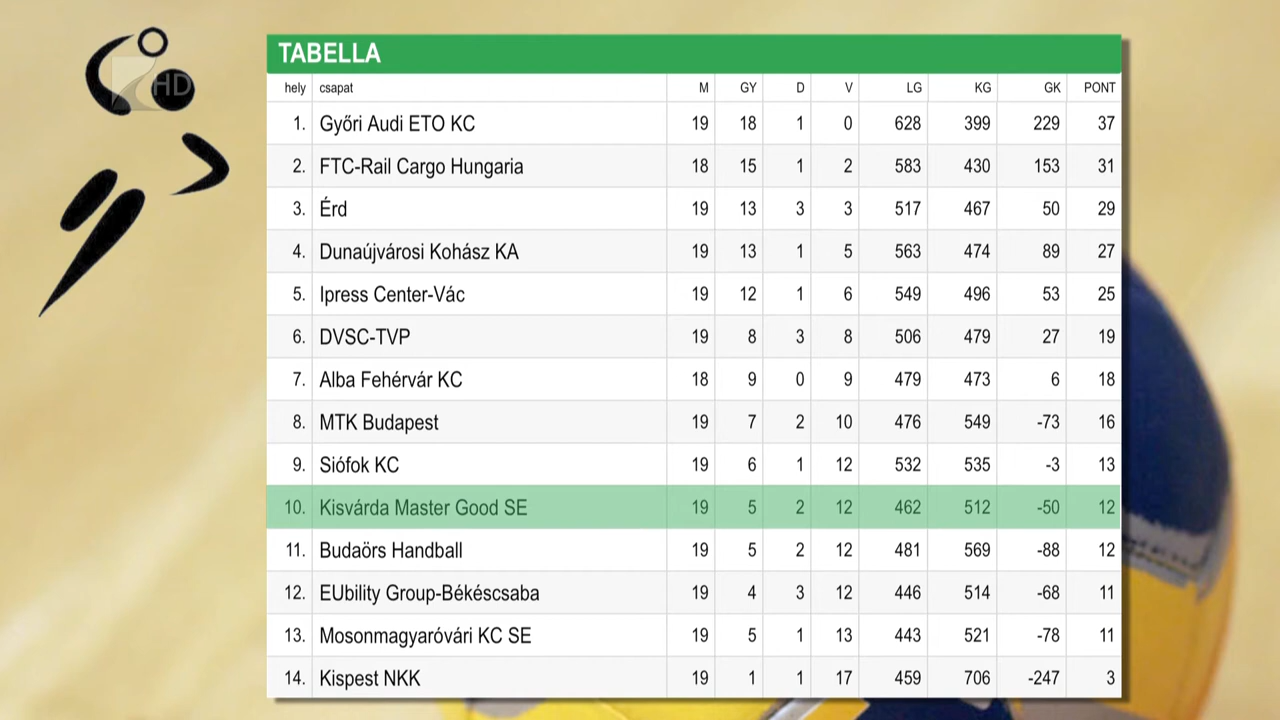 HD
TABELLA
hely csapat M GY D V LG KG GK PONT
1. Győri Audi ETO KC 19 18 1 0 628 399 229 37
2. FTC-Rail Cargo Hungaria 18 15 1 2 583 430 153 31
3. Érd 19 13 3 3 517 467 50 29
4. Dunaújvárosi Kohász KA 19 13 1 5 563 474 89 27
5. Ipress Center-Vác 19 12 1 6 549 496 53 25
6. DVSC-TVP 19 8 3 8 506 479 27 19
7. Alba Fehérvár KC 18 9 0 9 479 473 6 18
8. MTK Budapest 19 7 2 10 476 549 -73 16
9. Siófok KC 19 6 1 12 532 535 -3 13
10. Kisvárda Master Good SE 19 5 2 12 462 512 -50 12
11. Budaörs Handball 19 5 2 12 481 569 -88 12
12. EUbility Group-Békéscsaba 19 4 3 12 446 514 -68 11
13. Mosonmagyaróvári KC SE 19 5 1 13 443 521 -78 11
14. Kispest NKK 19 1 1 17 459 706 -247 3